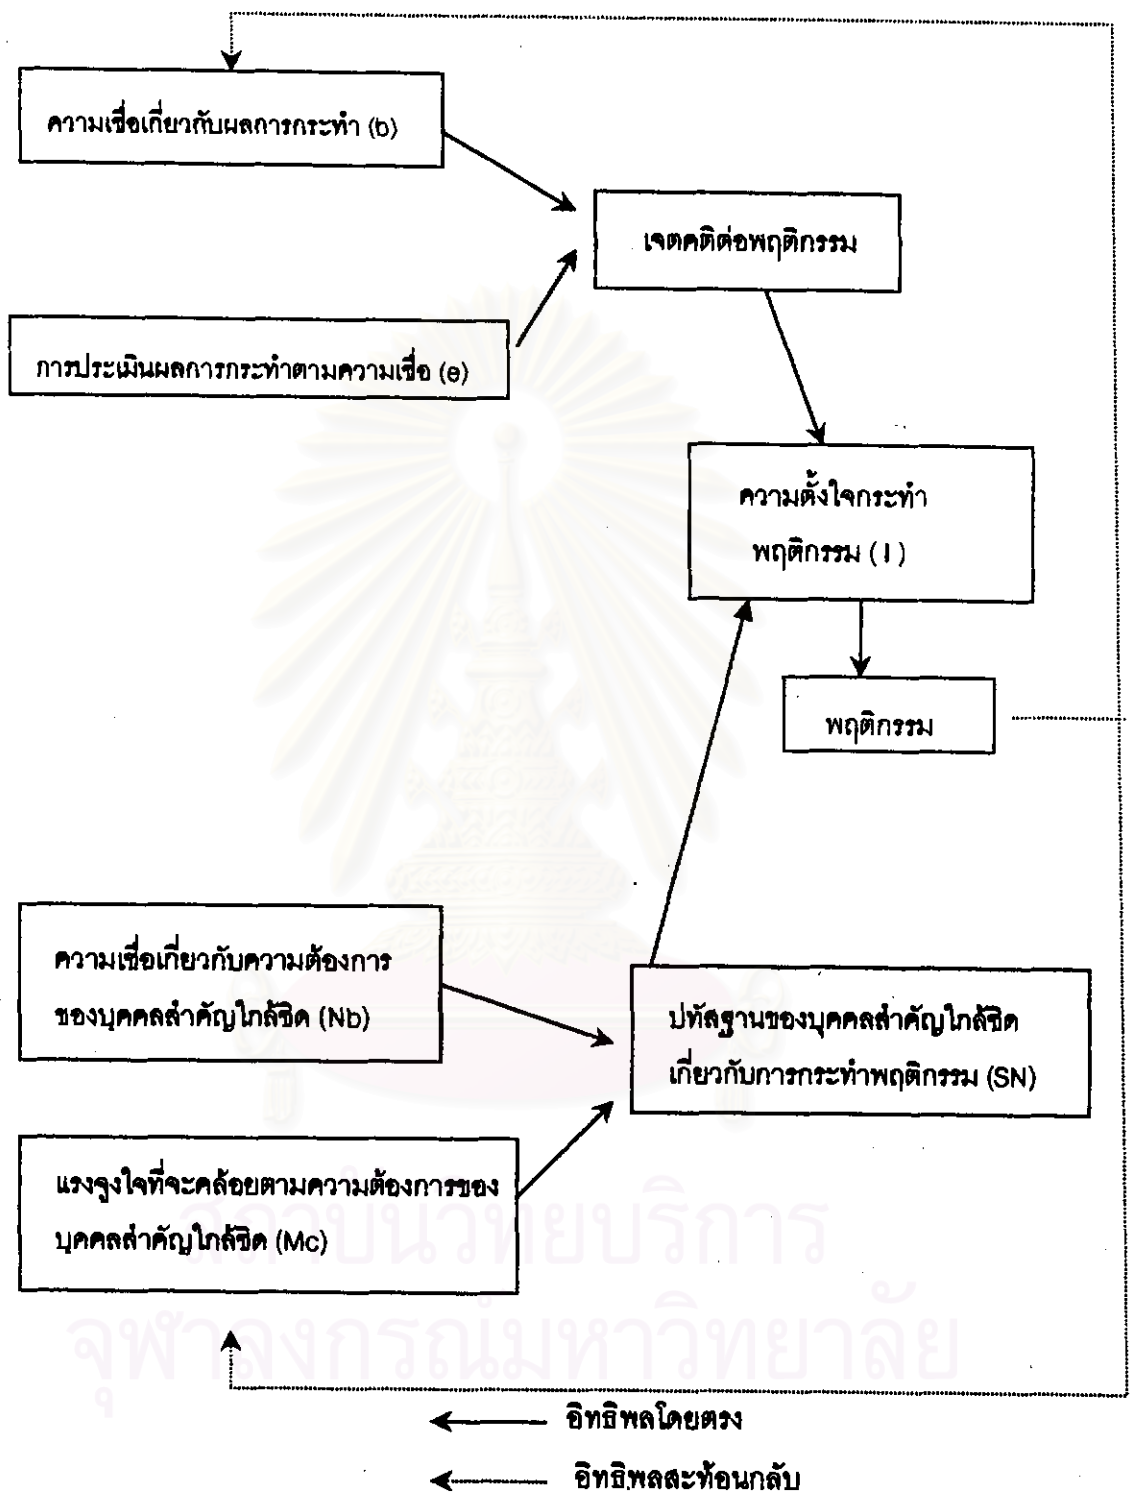 ความเชื่อเกี่ยวกับผลการกระทำ (b)
เจตคติต่อพฤติกรรม
การประเมินผลการกระทำตามความเชื่อ (e)
ความตั้งใจกระทำ
พฤติกรรม (I)
พฤติกรรม
ความเชื่อเกี่ยวกับความต้องการ
ของบุคคลสำคัญใกล้ชิด (Nb)
ปทัสฐานของบุคคลสำคัญใกล้ชิด
เกี่ยวกับการกระทำพฤติกรรม (SN)
แรงจูงใจที่จะคล้อยตามความต้องการของ
บุคคลสำคัญใกล้ชิด (Mc)
สถาบันวิทยบริการ
จุฬาลงกรณ์มหาวิทยาลัย
อิทธิพลโดยตรง
อิทธิพลสะท้อนกลับ